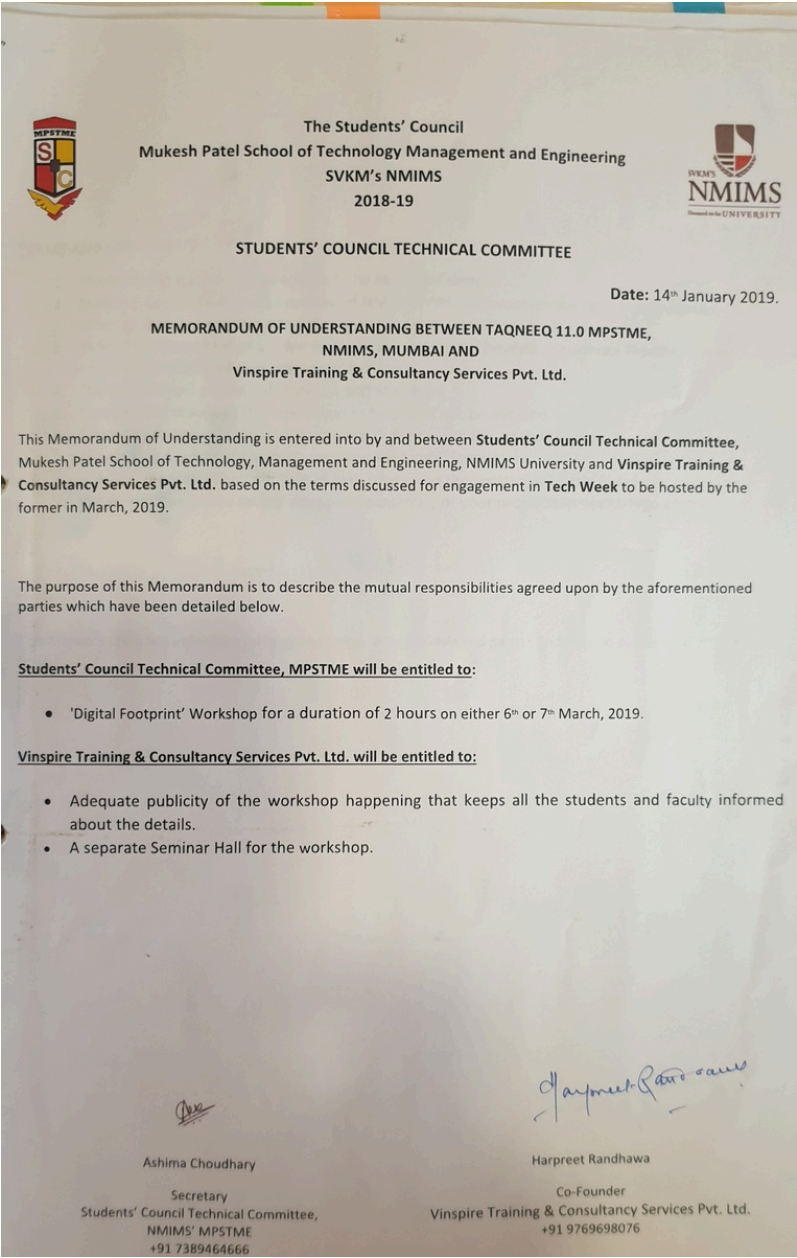 MPSTME
S
C
The Students' Council
Mukesh Patel School of Technology Management and Engineering
SVKM's NMIMS
2018-19
SVKM'S
NMIMS
Deemed-to-be UNIVERSITY
STUDENTS' COUNCIL TECHNICAL COMMITTEE
Date: 14th January 2019.
MEMORANDUM OF UNDERSTANDING BETWEEN TAQNEEQ 11.0 MPSTME,
NMIMS, MUMBAI AND
Vinspire Training & Consultancy Services Pvt. Ltd.
This Memorandum of Understanding is entered into by and between Students' Council Technical Committee,
Mukesh Patel School of Technology, Management and Engineering, NMIMS University and Vinspire Training &
Consultancy Services Pvt. Ltd. based on the terms discussed for engagement in Tech Week to be hosted by the
former in March, 2019.
The purpose of this Memorandum is to describe the mutual responsibilities agreed upon by the aforementioned
parties which have been detailed below.
Students' Council Technical Committee, MPSTME will be entitled to:
• 'Digital Footprint' Workshop for a duration of 2 hours on either 6th or 7th March, 2019.
Vinspire Training & Consultancy Services Pvt. Ltd. will be entitled to:
• Adequate publicity of the workshop happening that keeps all the students and faculty informed
about the details.
• A separate Seminar Hall for the workshop.
Harpreet Randhawa
Ashima Choudhary
Secretary
Students' Council Technical Committee,
NMIMS' MPSTME
+91 7389464666
Harpreet Randhawa
Co-Founder
Vinspire Training & Consultancy Services Pvt. Ltd.
+91 9769698076